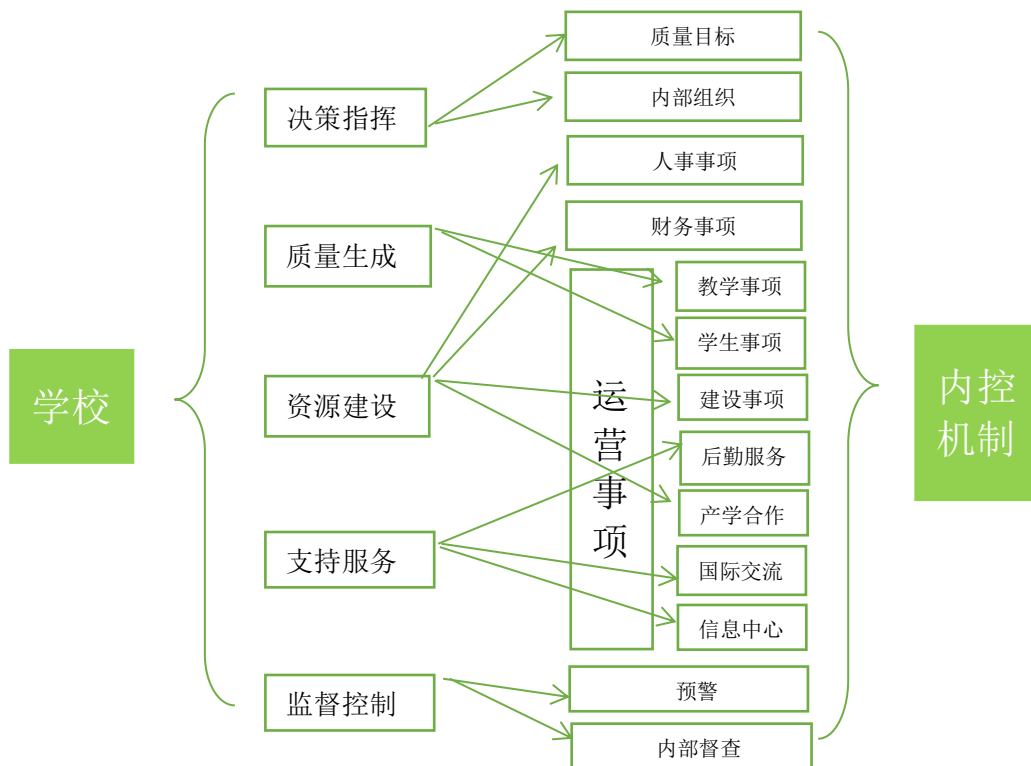 学校
决策指挥
质量生成
资源建设
支持服务
监督控制
质量目标
内部组织
人事事项
财务事项
运
营
事
项
教学事项
学生事项
建设事项
后勤服务
产学合作
国际交流
信息中心
预警
内部督查
内控
机制